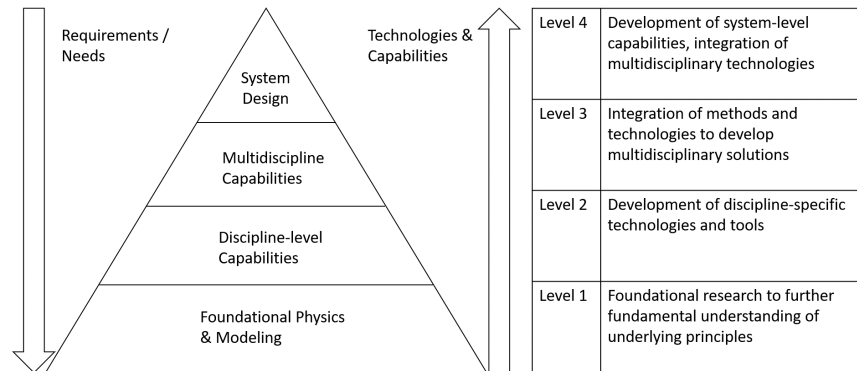 Requirements /
Needs
System
Design
Multidiscipline
Capabilities
Discipline-level
Capabilities
Foundational Physics
& Modeling
Technologies &
Capabilities
Level 4
Development of system-level
capabilities, integration of
multidisciplinary technologies
Level 3
Integration of methods and
technologies to develop
multidisciplinary solutions
Level 2
Development of discipline-specific
technologies and tools
Level 1
Foundational research to further
fundamental understanding of
underlying principles